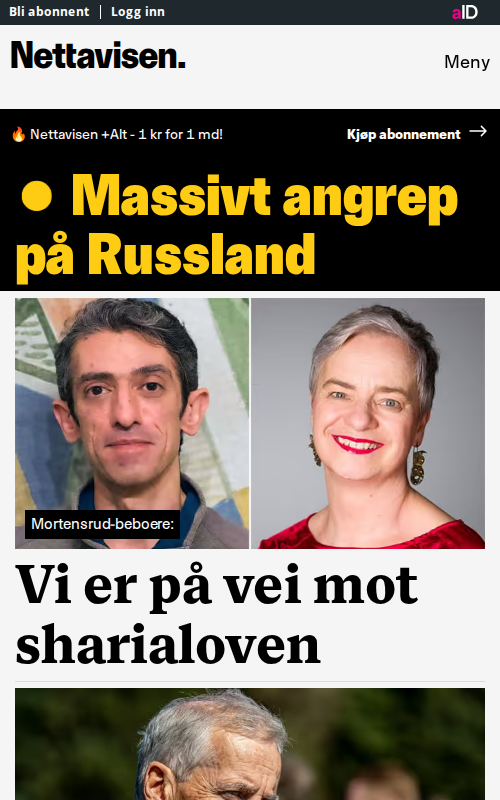 Bli abonnent | Logg inn
aID
Nettavisen.
Meny
🔥 Nettavisen +Alt - 1 kr for 1 md!
Kjøp abonnement →
● Massivt angrep
på Russland
Mortensrud-beboere:
Vi er på vei mot
sharialoven